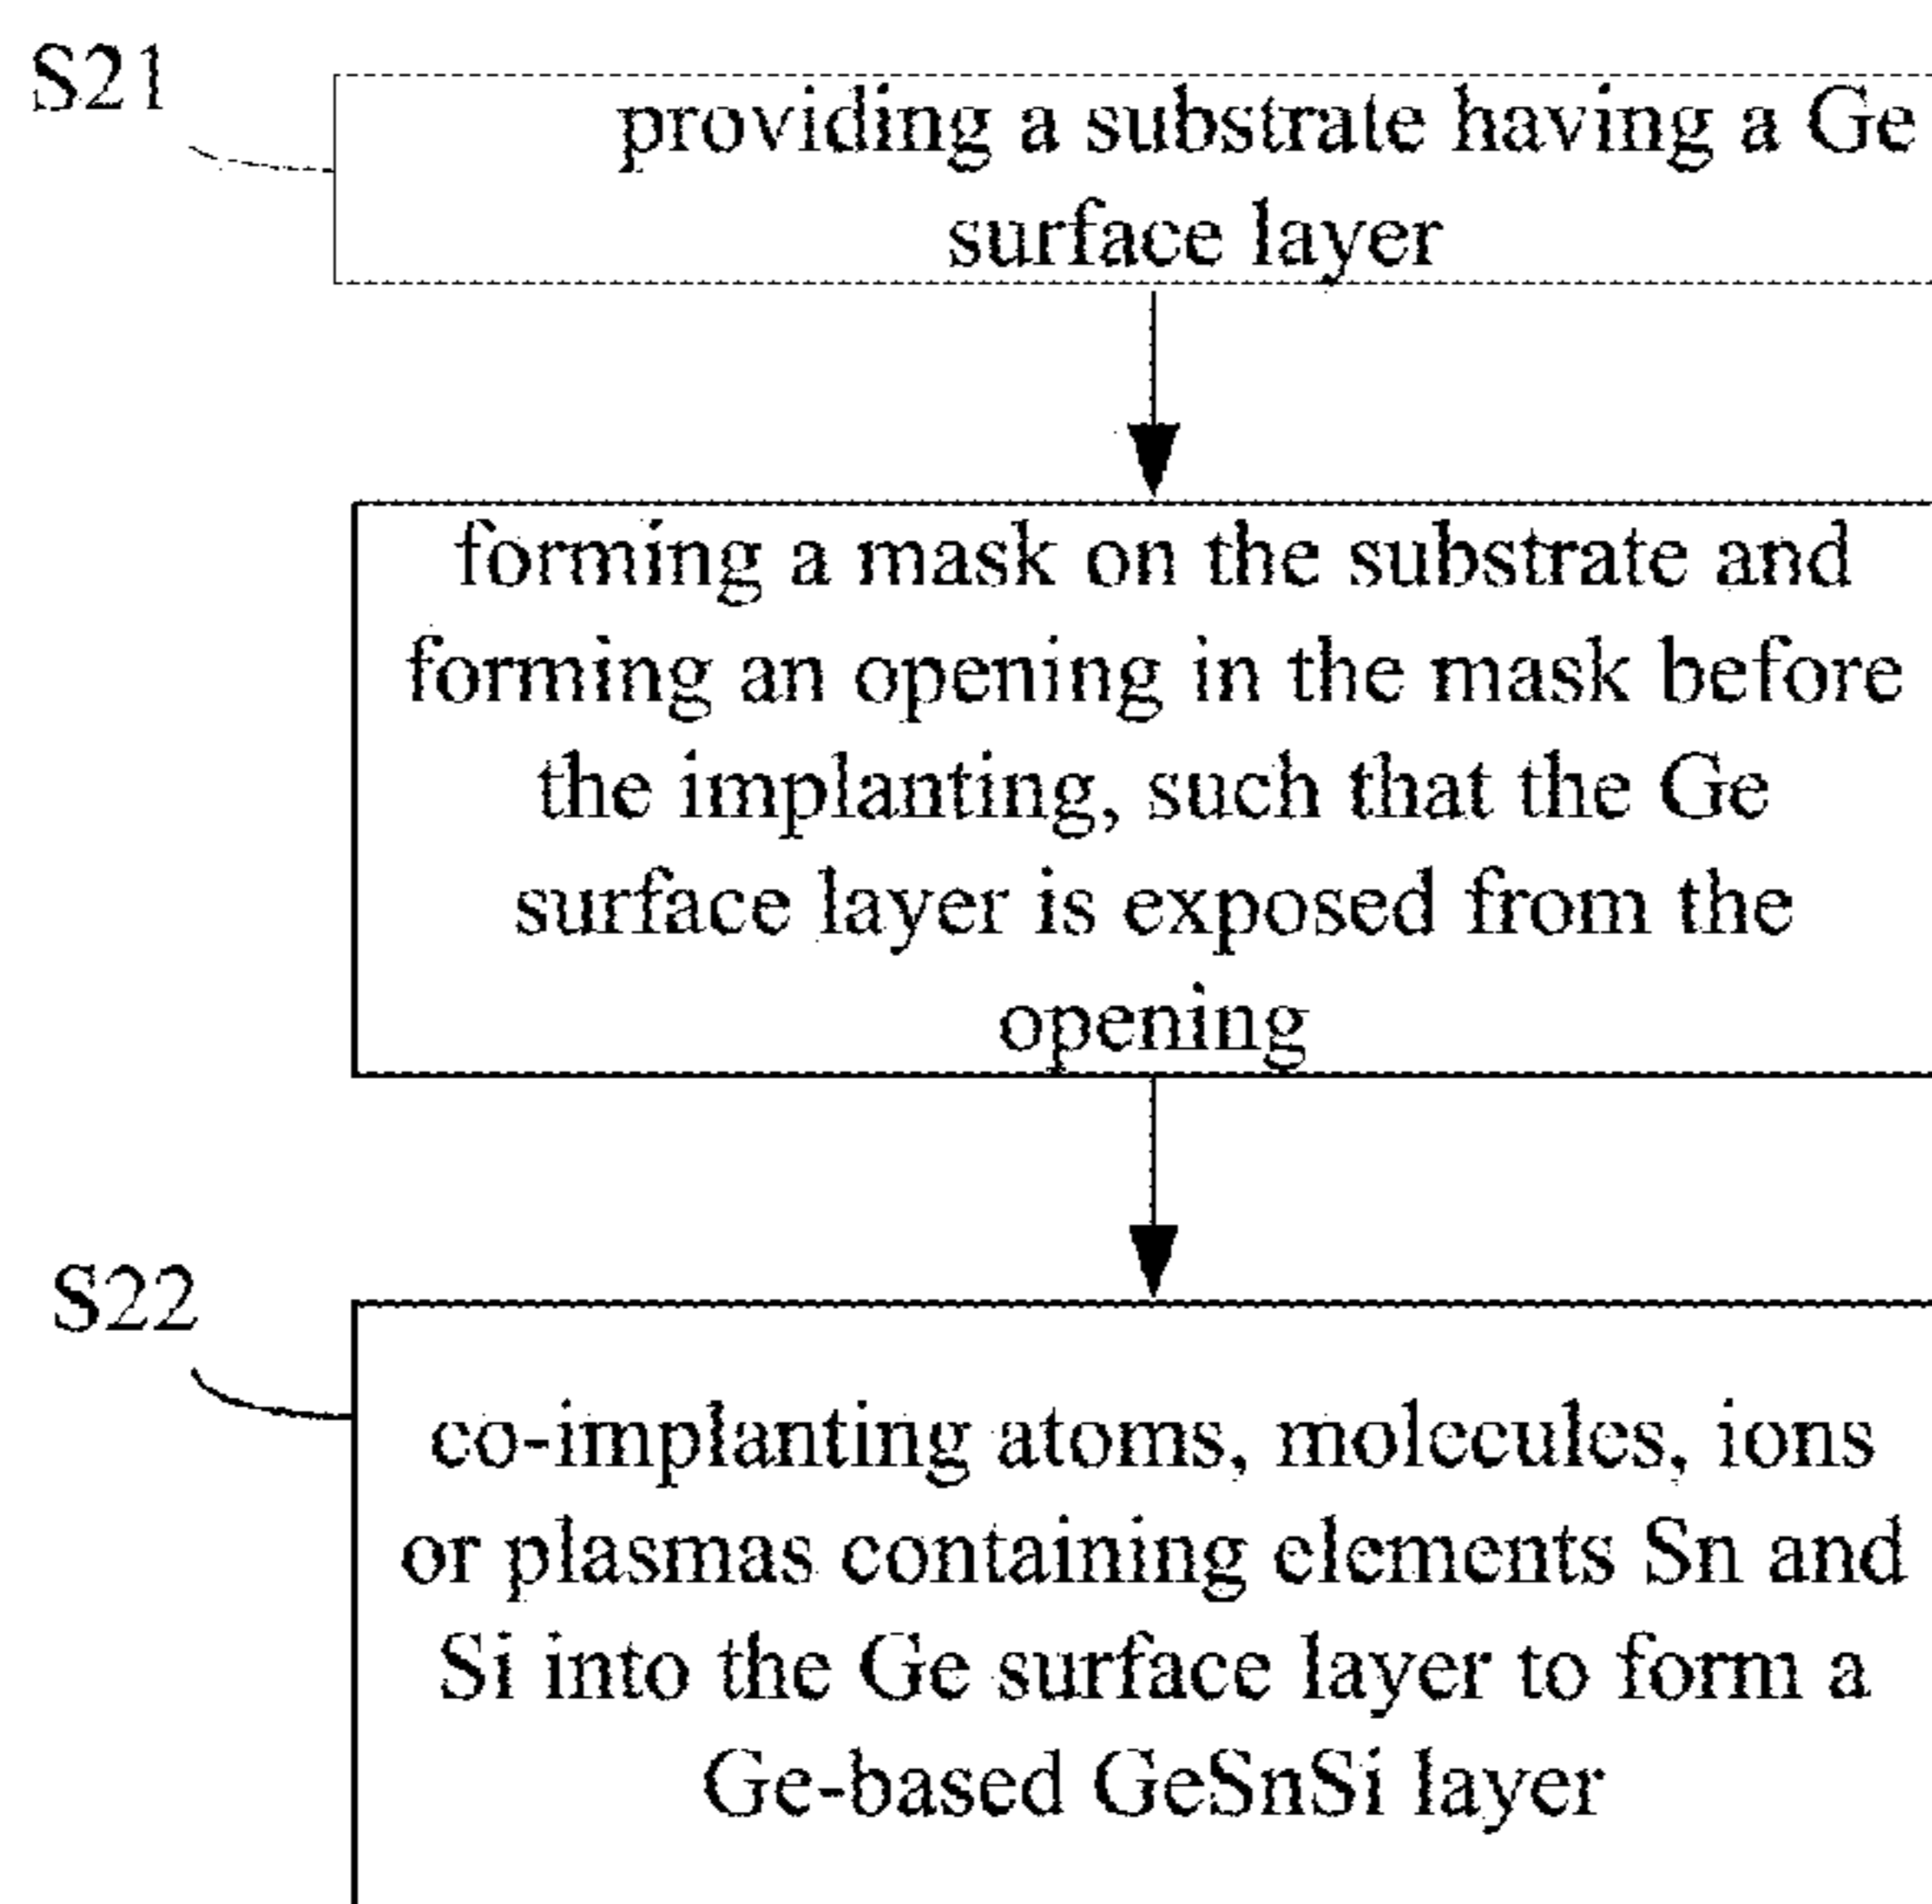 S21
providing a substrate having a Ge
surface layer
forming a mask on the substrate and
forming an opening in the mask before
the implanting, such that the Ge
surface layer is exposed from the
opening
S22
co-implanting atoms, molecules, ions
or plasmas containing elements Sn and
Si into the Ge surface layer to form a
Ge-based GeSnSi layer